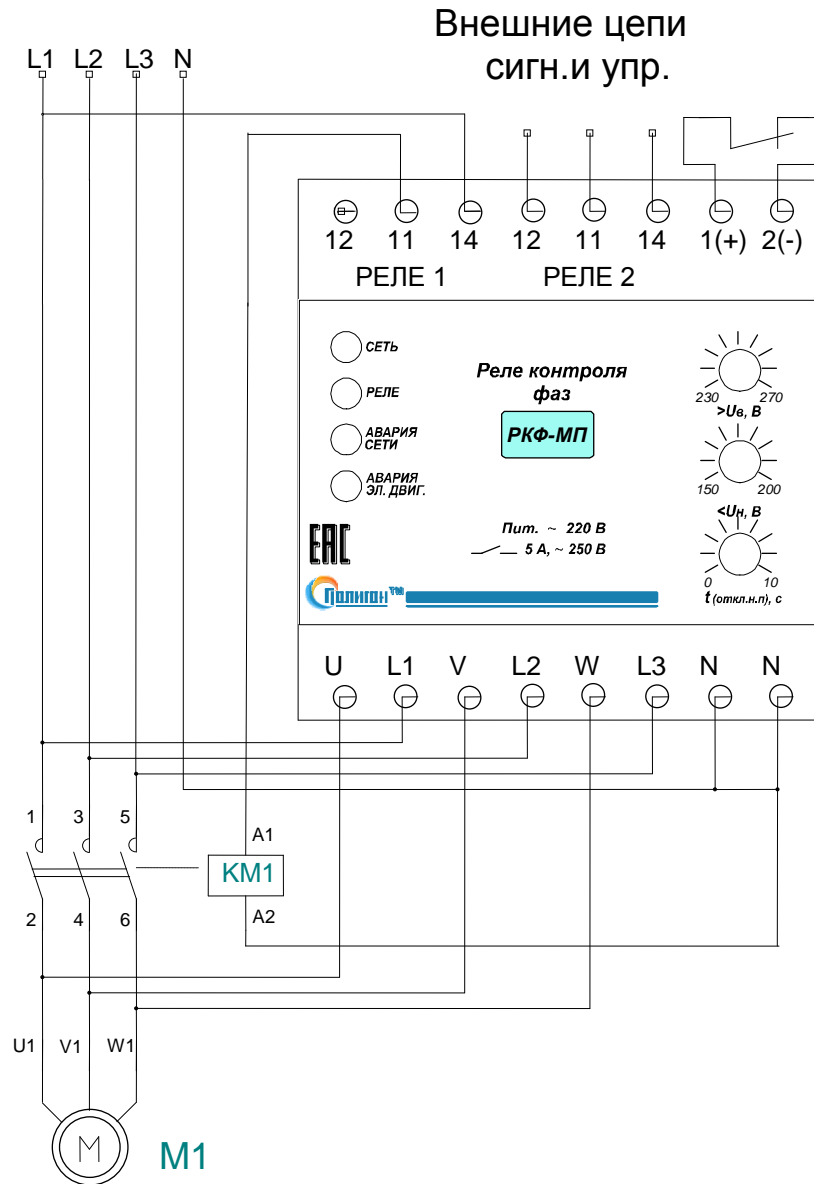 Внешние цепи
сигн.и упр.
L1 L2 L3 N
12 11 14 12 11 14 1(+) 2(-)
РЕЛЕ 1 РЕЛЕ 2
СЕТЬ
РЕЛЕ
АВАРИЯ
СЕТИ
АВАРИЯ
ЭЛ. ДВИГ.
Реле контроля
фаз
РКФ-МП
Пит. ~ 220 В
5 А, ~ 250 В
230 270
>Uв, В
150 200
<Uн, В
0 10
t (откл.н.п), с
EAC
Полигон™
U L1 V L2 W L3 N N
1 3 5
A1
KM1
A2
2 4 6
U1 V1 W1
M
M1